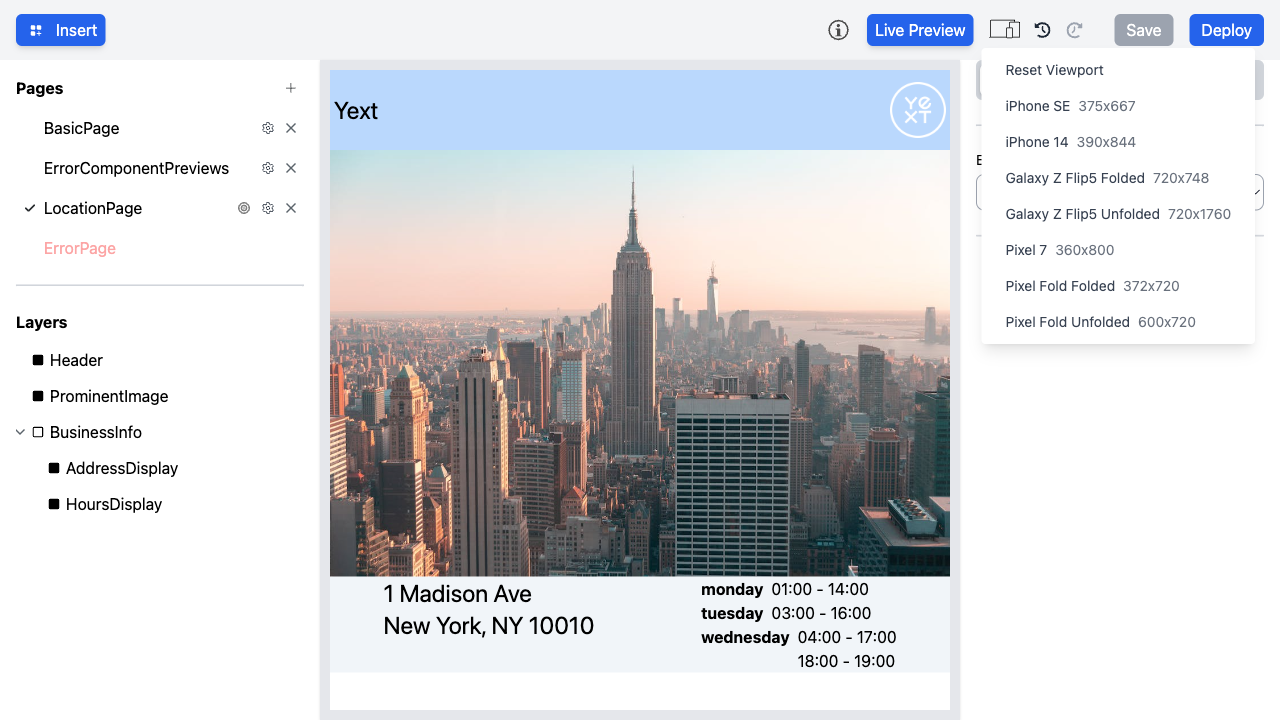 Insert
Live Preview
Save
Deploy
Pages
BasicPage
ErrorComponentPreviews
LocationPage
ErrorPage
Layers
Header
ProminentImage
BusinessInfo
AddressDisplay
HoursDisplay
Yext
YEXT
1 Madison Ave
New York, NY 10010
monday 01:00 - 14:00
tuesday 03:00 - 16:00
wednesday 04:00 - 17:00
18:00 - 19:00
Reset Viewport
iPhone SE 375x667
iPhone 14 390x844
Galaxy Z Flip5 Folded 720x748
Galaxy Z Flip5 Unfolded 720x1760
Pixel 7 360x800
Pixel Fold Folded 372x720
Pixel Fold Unfolded 600x720